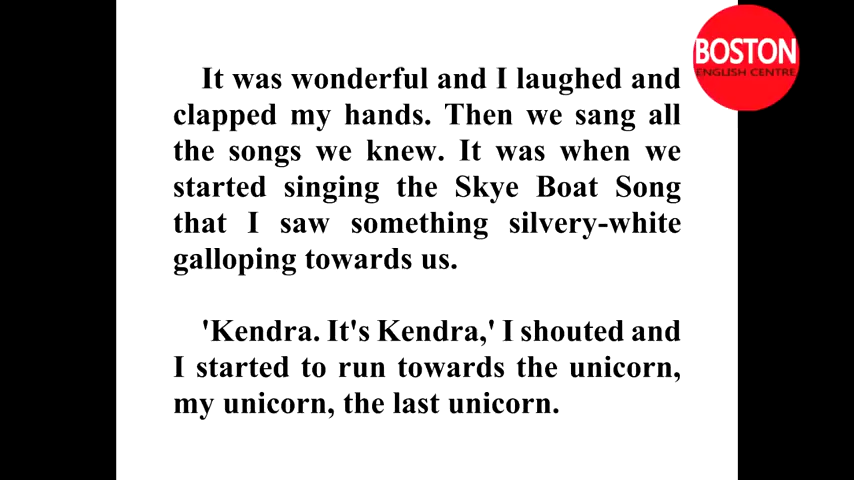 BOSTON
ENGLISH CENTRE
It was wonderful and I laughed and
clapped my hands. Then we sang all
the songs we knew. It was when we
started singing the Skye Boat Song
that I saw something silvery-white
galloping towards us.
'Kendra. It's Kendra,' I shouted and
I started to run towards the unicorn,
my unicorn, the last unicorn.